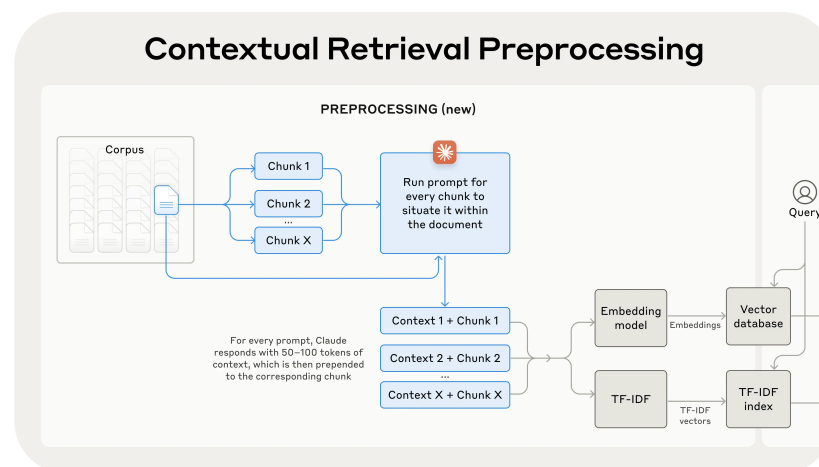 Contextual Retrieval Preprocessing
PREPROCESSING (new)
Corpus
Chunk 1
Chunk 2
...
Chunk X
Run prompt for
every chunk to
situate it within
the document
Query
Context 1 + Chunk 1
Context 2 + Chunk 2
...
Context X + Chunk X
For every prompt, Claude
responds with 50–100 tokens of
context, which is then prepended
to the corresponding chunk
Embedding
model
Embeddings
Vector
database
TF-IDF
TF-IDF
vectors
TF-IDF
index